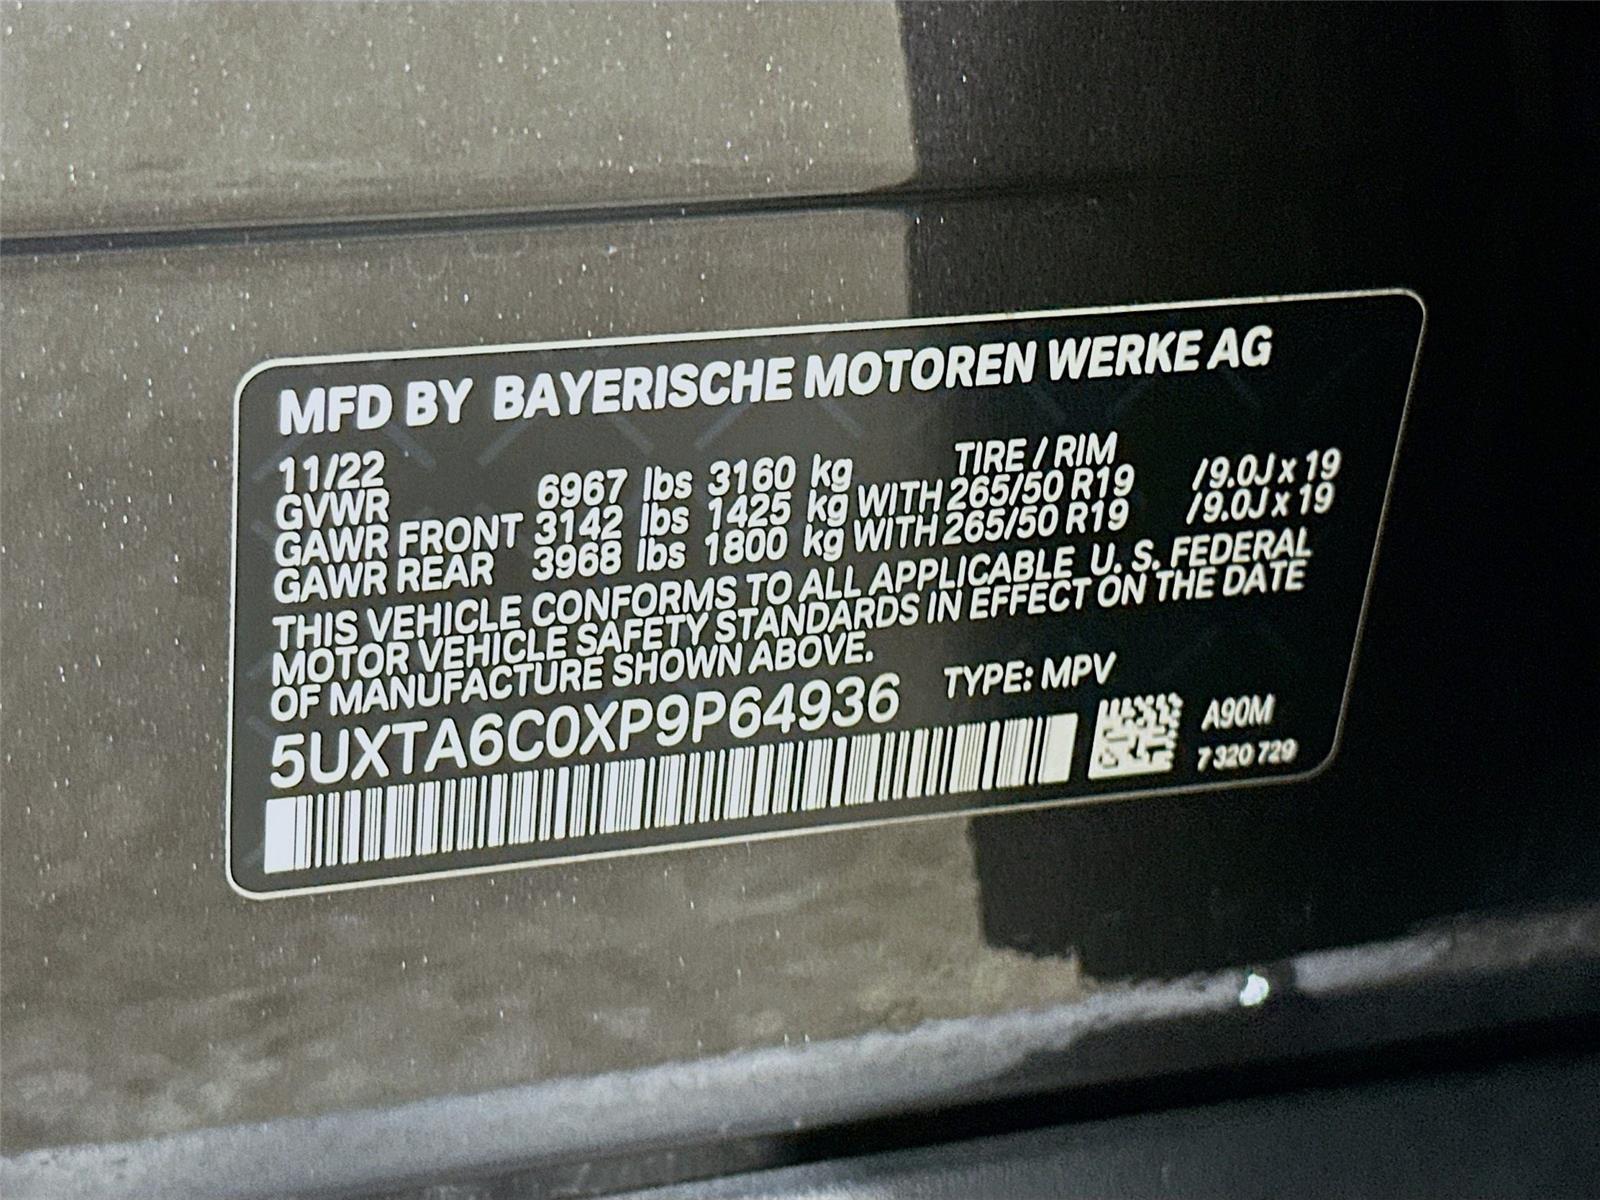 MFD BY BAYERISCHE MOTOREN WERKE AG
11/22 TIRE / RIM
GVWR 6967 lbs 3160 kg
GAWR FRONT 3142 lbs 1425 kg WITH 265/50 R19 /9.0J x 19
GAWR REAR 3968 lbs 1800 kg WITH 265/50 R19 /9.0J x 19
THIS VEHICLE CONFORMS TO ALL APPLICABLE U. S. FEDERAL
MOTOR VEHICLE SAFETY STANDARDS IN EFFECT ON THE DATE
OF MANUFACTURE SHOWN ABOVE.
5UXTA6C0XP9P64936 TYPE: MPV
A90M
7 320 729